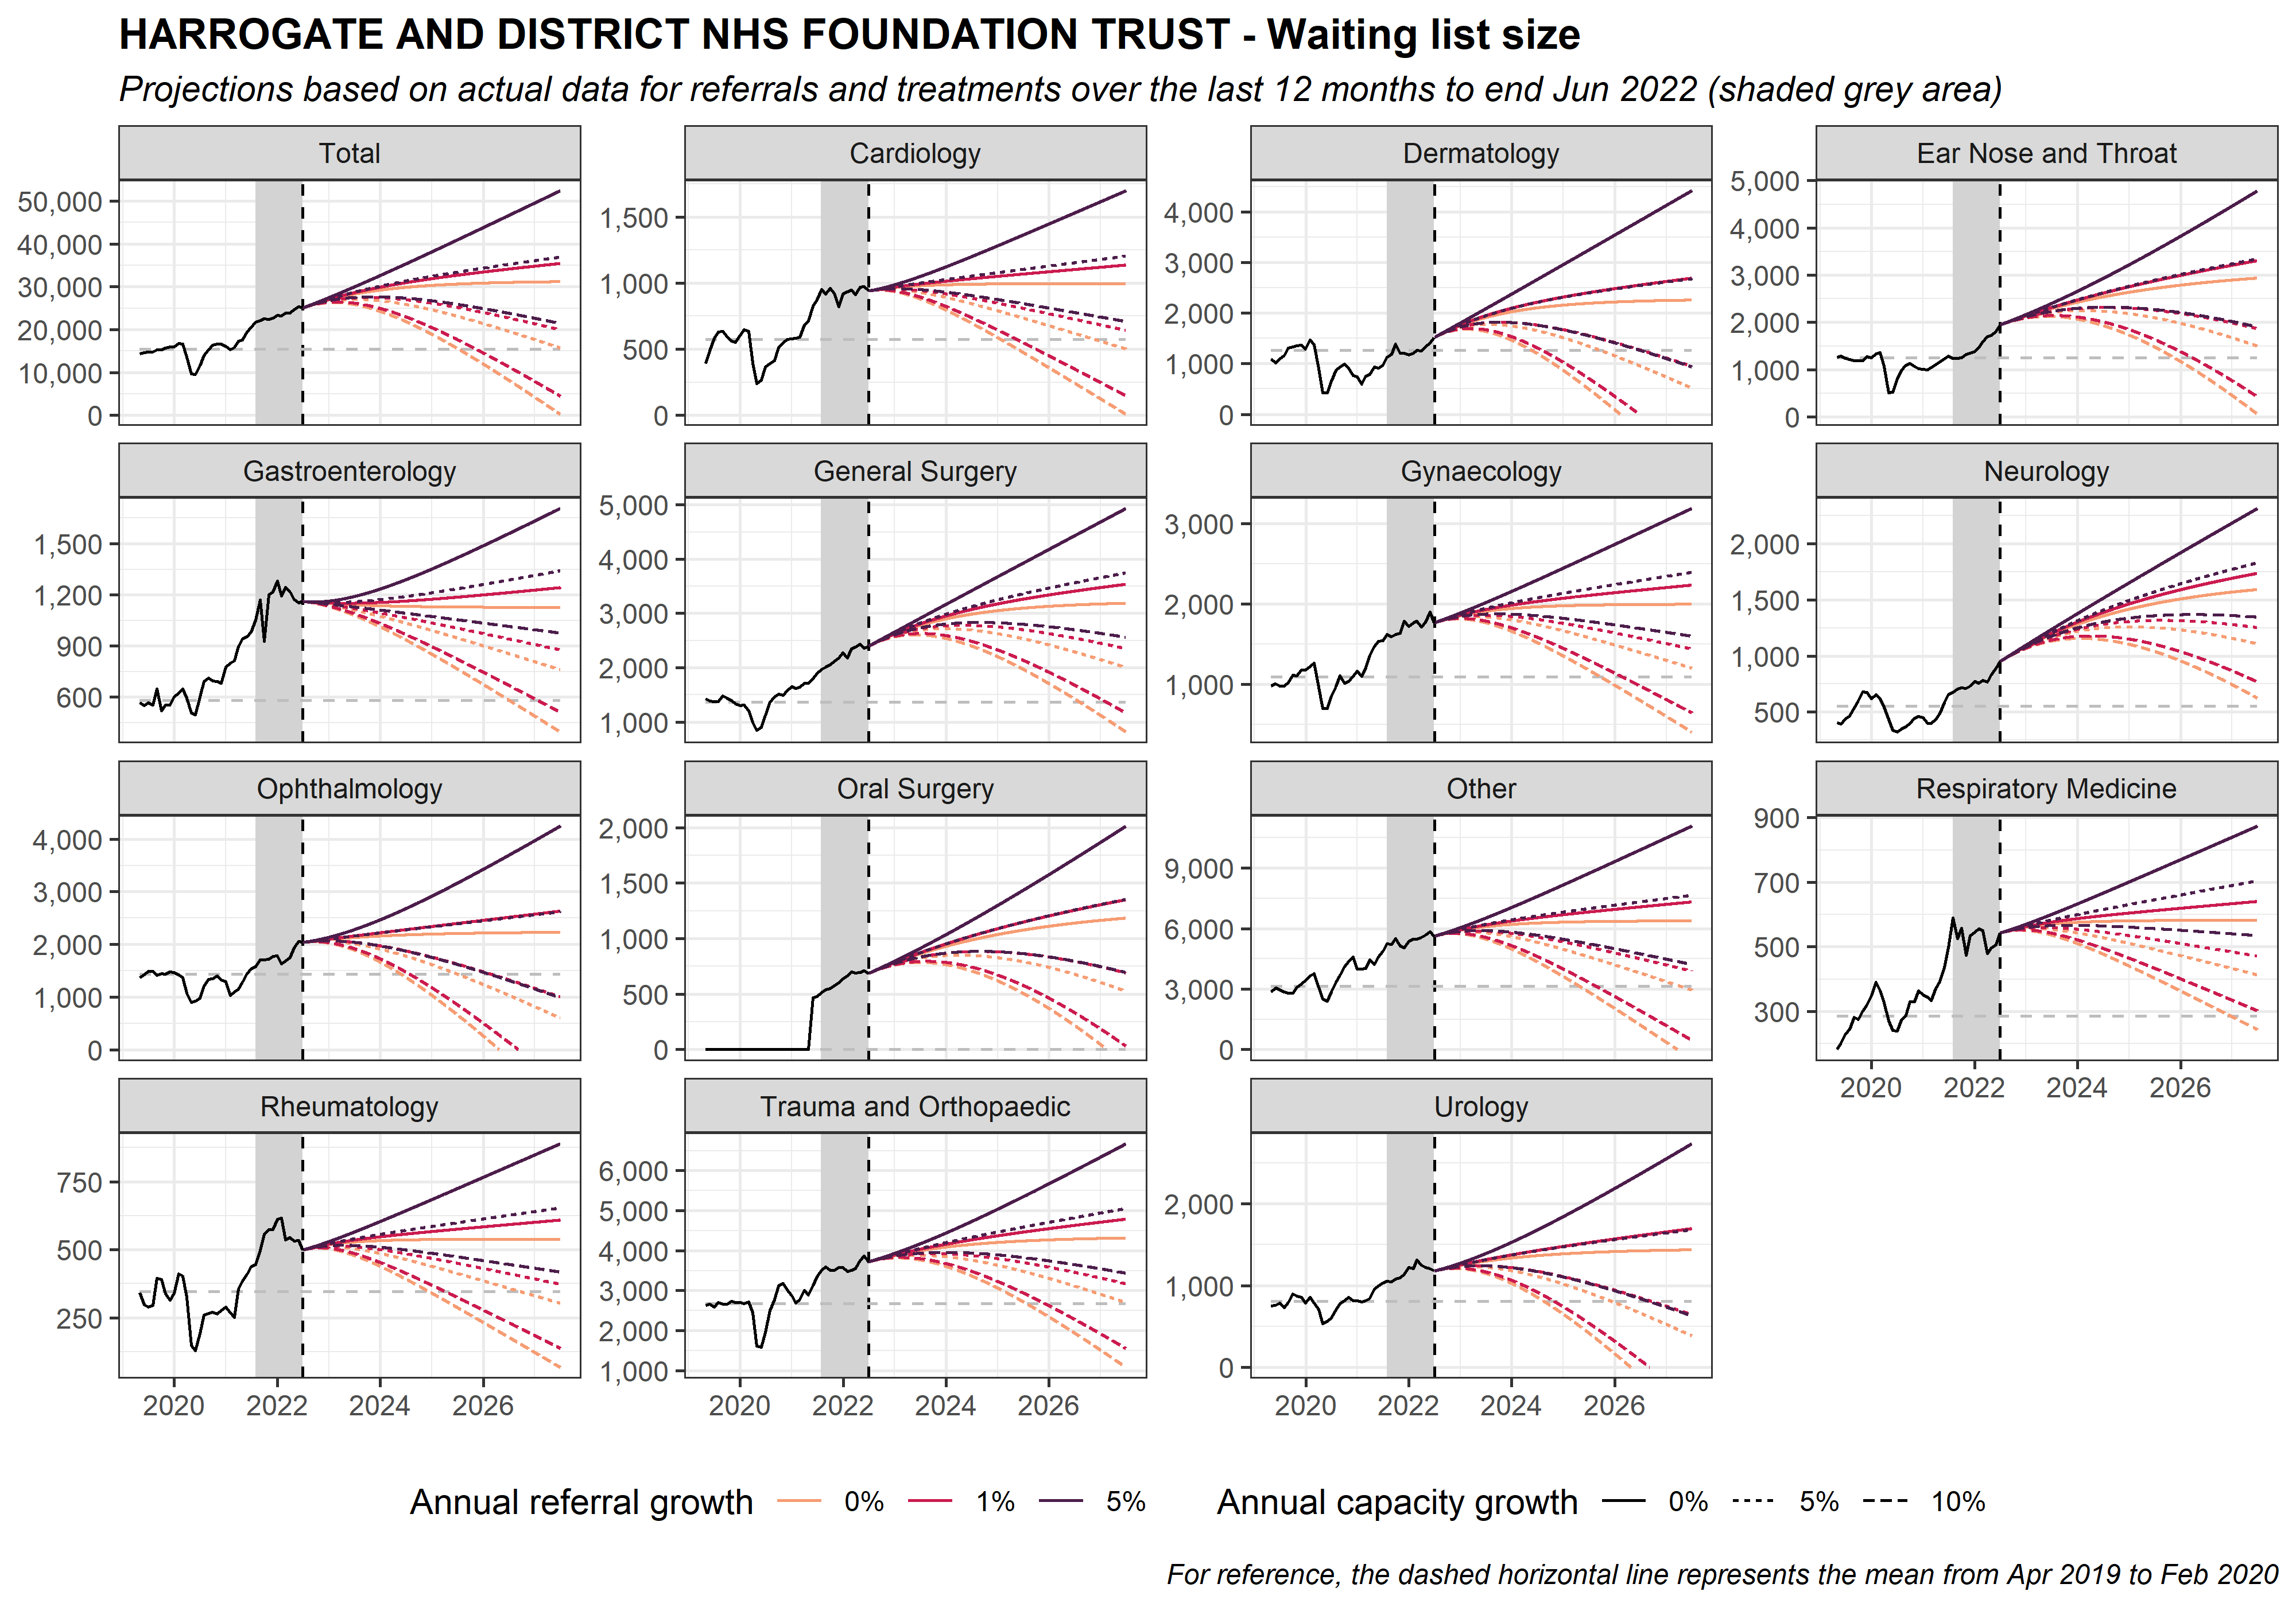 HARROGATE AND DISTRICT NHS FOUNDATION TRUST - Waiting list size
Projections based on actual data for referrals and treatments over the last 12 months to end Jun 2022 (shaded grey area)
Total
50,000
40,000
30,000
20,000
10,000
0
Cardiology
1,500
1,000
500
0
Dermatology
4,000
3,000
2,000
1,000
0
Ear Nose and Throat
5,000
4,000
3,000
2,000
1,000
0
Gastroenterology
1,500
1,200
900
600
General Surgery
5,000
4,000
3,000
2,000
1,000
Gynaecology
3,000
2,000
1,000
Neurology
2,000
1,500
1,000
500
Ophthalmology
4,000
3,000
2,000
1,000
0
Oral Surgery
2,000
1,500
1,000
500
0
Other
9,000
6,000
3,000
0
Respiratory Medicine
900
700
500
300
2020 2022 2024 2026
Rheumatology
750
500
250
2020 2022 2024 2026
Trauma and Orthopaedic
6,000
5,000
4,000
3,000
2,000
1,000
2020 2022 2024 2026
Urology
2,000
1,000
0
2020 2022 2024 2026
Annual referral growth 0% 1% 5%
Annual capacity growth 0% 5% 10%
For reference, the dashed horizontal line represents the mean from Apr 2019 to Feb 2020